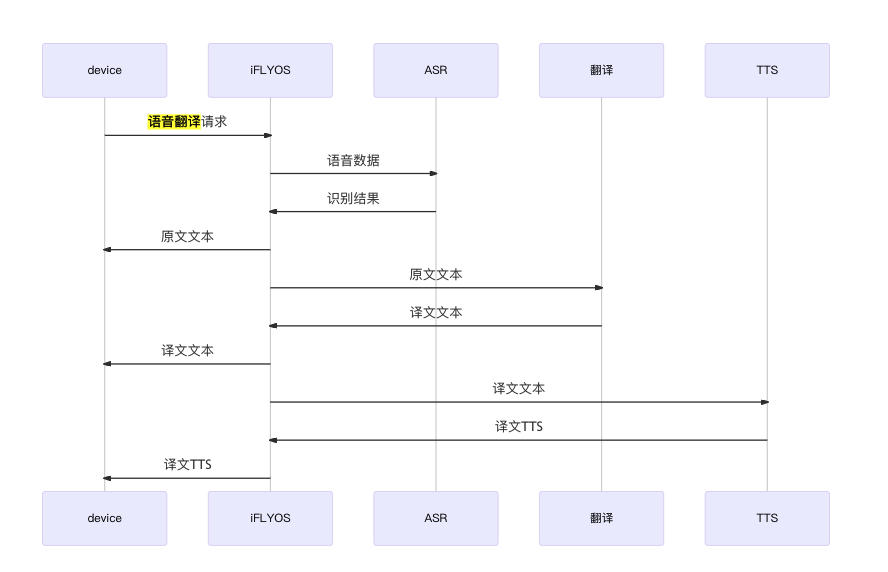 device
iFLYOS
ASR
翻译
TTS
语音翻译请求
语音数据
识别结果
原文文本
原文文本
译文文本
译文文本
译文文本
译文TTS
译文TTS
device
iFLYOS
ASR
翻译
TTS